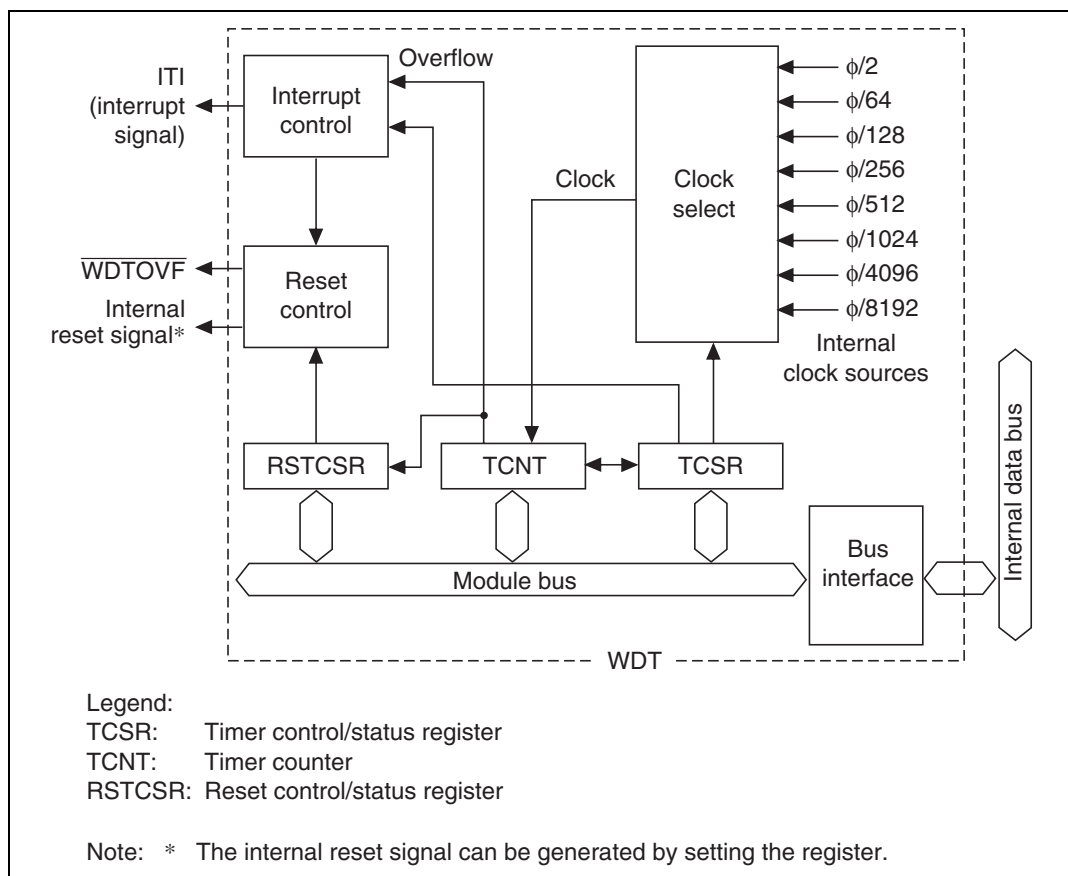 Overflow
ITI
(interrupt
signal)
Interrupt
control
ϕ/2
ϕ/64
ϕ/128
ϕ/256
ϕ/512
ϕ/1024
ϕ/4096
ϕ/8192
Clock
Clock
select
WDTOVF
Internal
reset signal*
Reset
control
Internal
clock sources
RSTCSR
TCNT
TCSR
Internal data bus
Bus
interface
Module bus
WDT
Legend:
TCSR: Timer control/status register
TCNT: Timer counter
RSTCSR: Reset control/status register
Note: * The internal reset signal can be generated by setting the register.